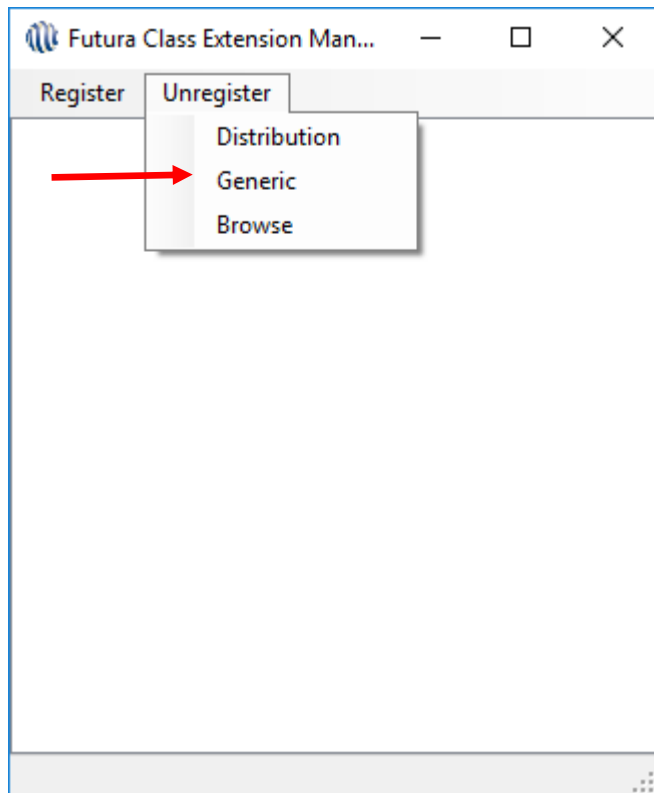 Futura Class Extension Man...
Register Unregister
Distribution
Generic
Browse